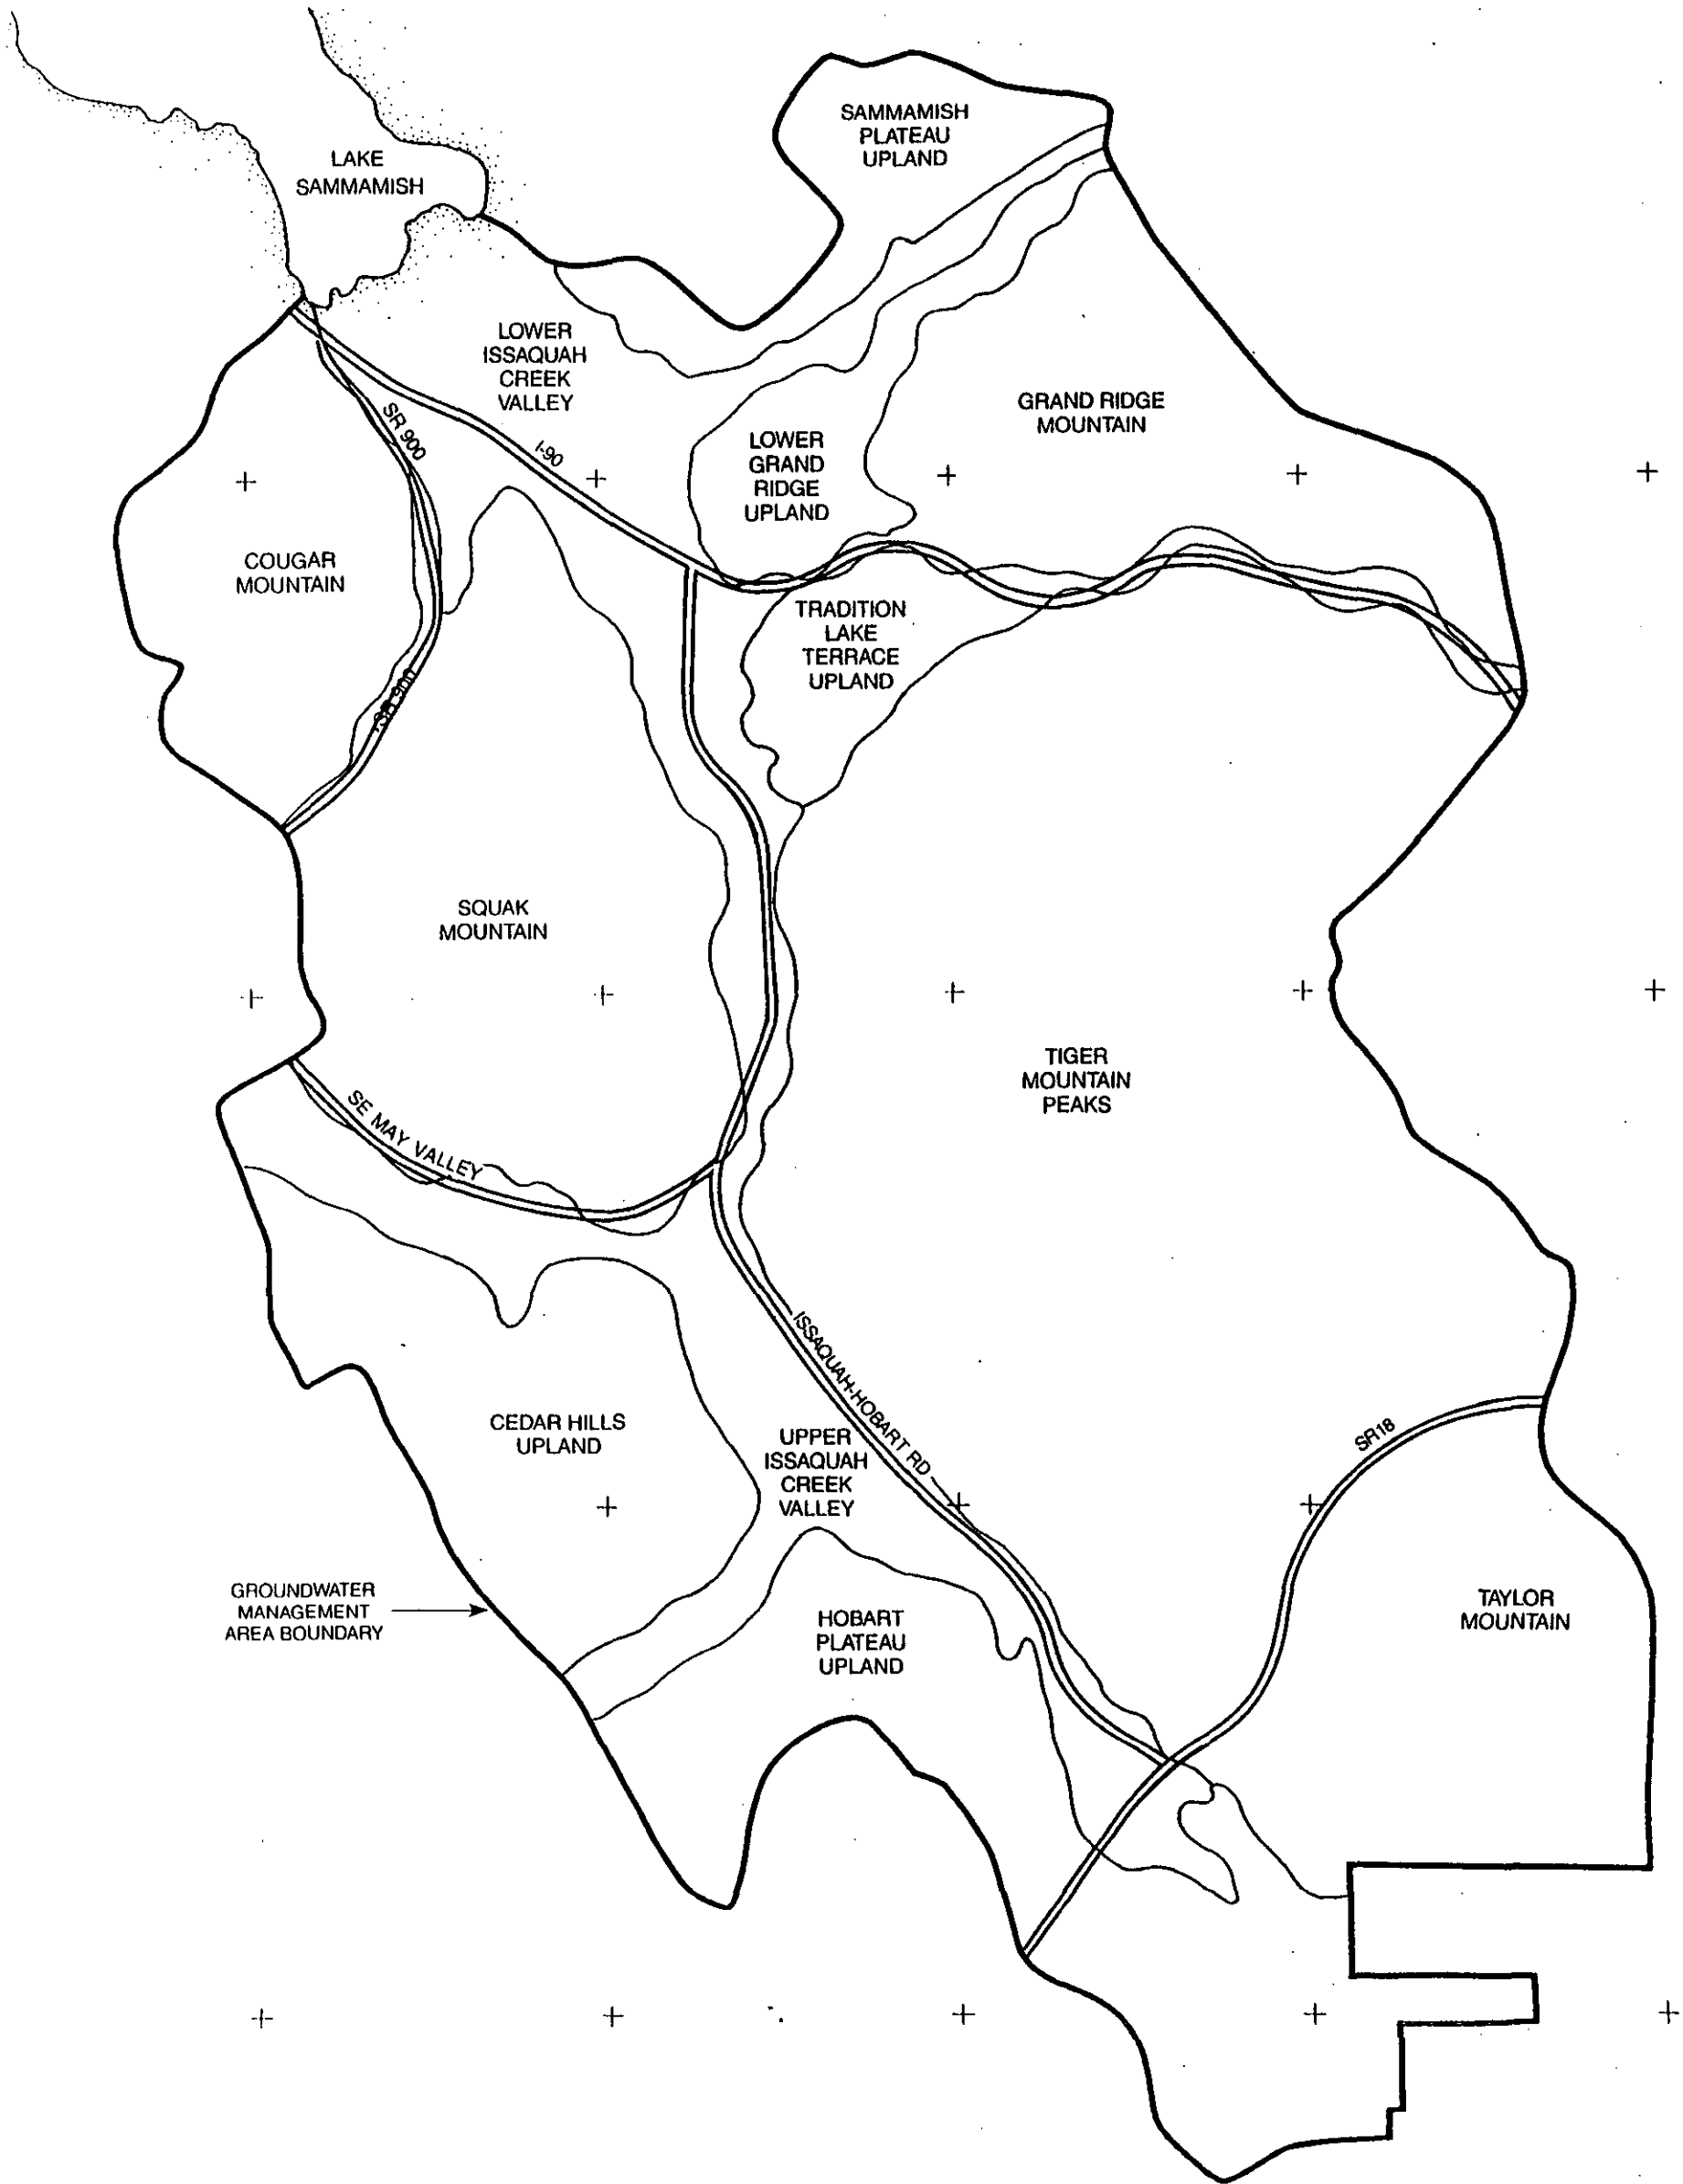 SAMMAMISH
PLATEAU
UPLAND
LAKE
SAMMAMISH
LOWER
ISSAQUAH
CREEK
VALLEY
GRAND RIDGE
MOUNTAIN
SR 900
I-90
LOWER
GRAND
RIDGE
UPLAND
COUGAR
MOUNTAIN
TRADITION
LAKE
TERRACE
UPLAND
SR 900
SQUAK
MOUNTAIN
TIGER
MOUNTAIN
PEAKS
SE MAY VALLEY
ISSAQUAH-HOBART RD
CEDAR HILLS
UPLAND
UPPER
ISSAQUAH
CREEK
VALLEY
SR18
GROUNDWATER
MANAGEMENT
AREA BOUNDARY
HOBART
PLATEAU
UPLAND
TAYLOR
MOUNTAIN